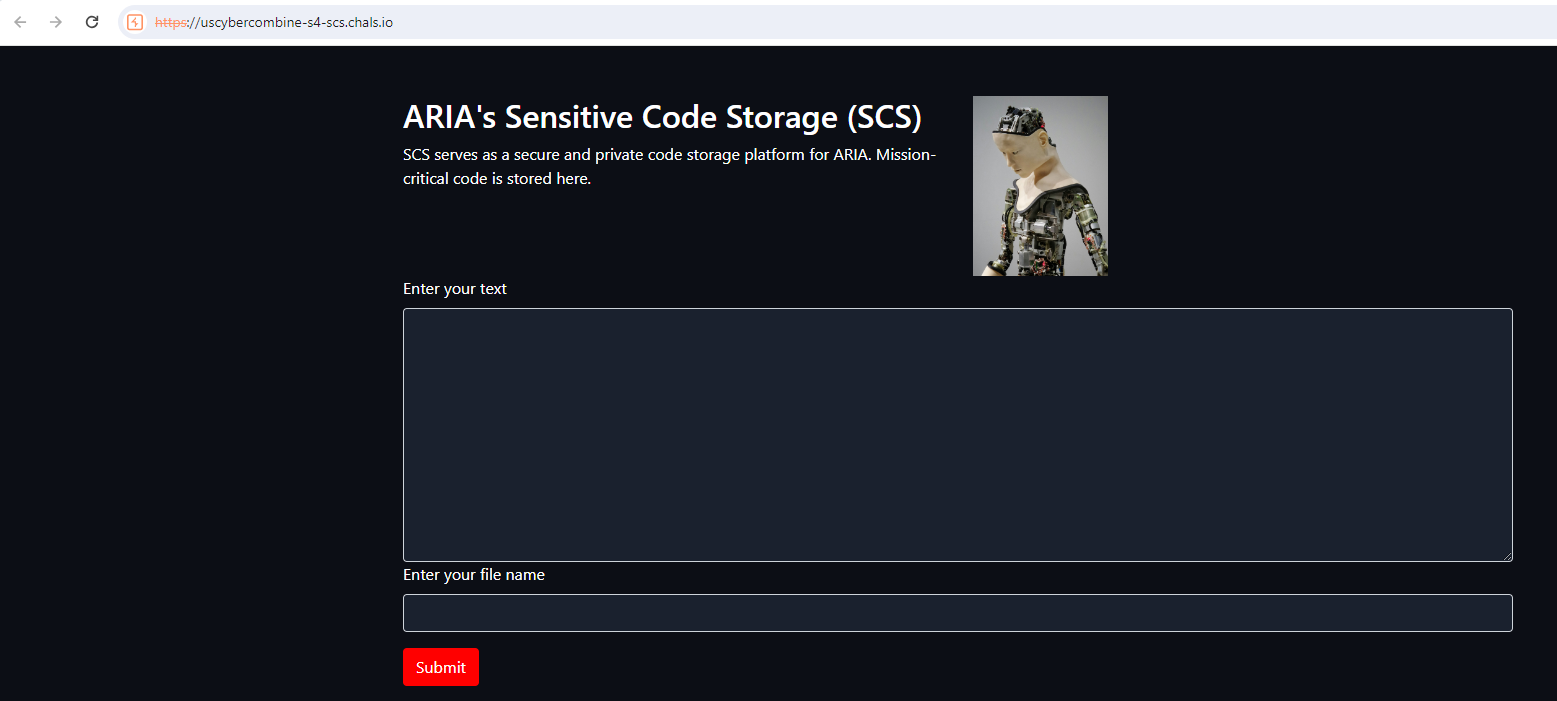 https://uscybercombine-s4-scs.chals.io
ARIA's Sensitive Code Storage (SCS)
SCS serves as a secure and private code storage platform for ARIA. Mission-
critical code is stored here.
Enter your text
Enter your file name
Submit